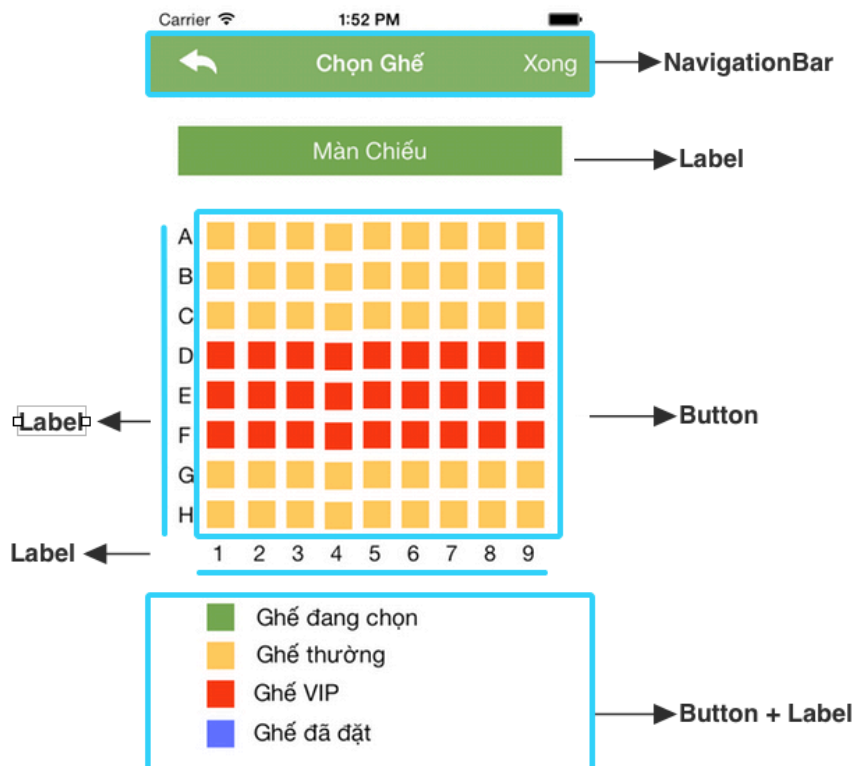 Carrier 1:52 PM
Chọn Ghế Xong NavigationBar
Màn Chiếu Label
A
B
C
D
E
Label Button
F
G
H
Label 1 2 3 4 5 6 7 8 9
Ghế đang chọn
Ghế thường
Ghế VIP
Button + Label
Ghế đã đặt